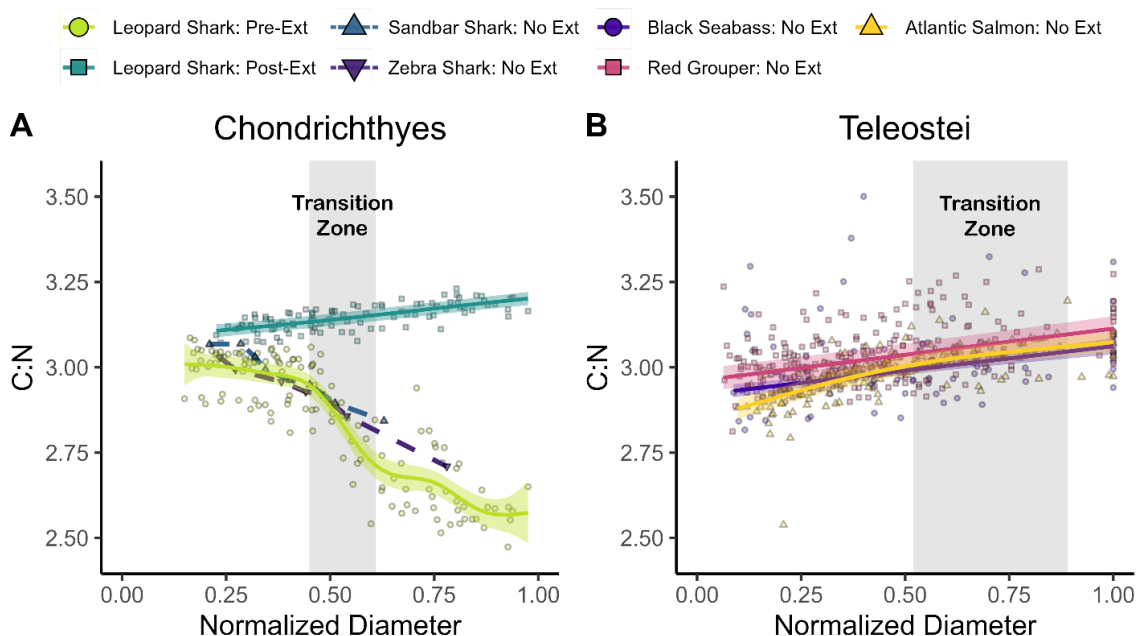 Leopard Shark: Pre-Ext Sandbar Shark: No Ext Black Seabass: No Ext Atlantic Salmon: No Ext
Leopard Shark: Post-Ext Zebra Shark: No Ext Red Grouper: No Ext
A Chondrichthyes
Transition
Zone
C:N
3.50
3.25
3.00
2.75
2.50
0.00 0.25 0.50 0.75 1.00
Normalized Diameter
B Teleostei
Transition
Zone
C:N
3.50
3.25
3.00
2.75
2.50
0.00 0.25 0.50 0.75 1.00
Normalized Diameter